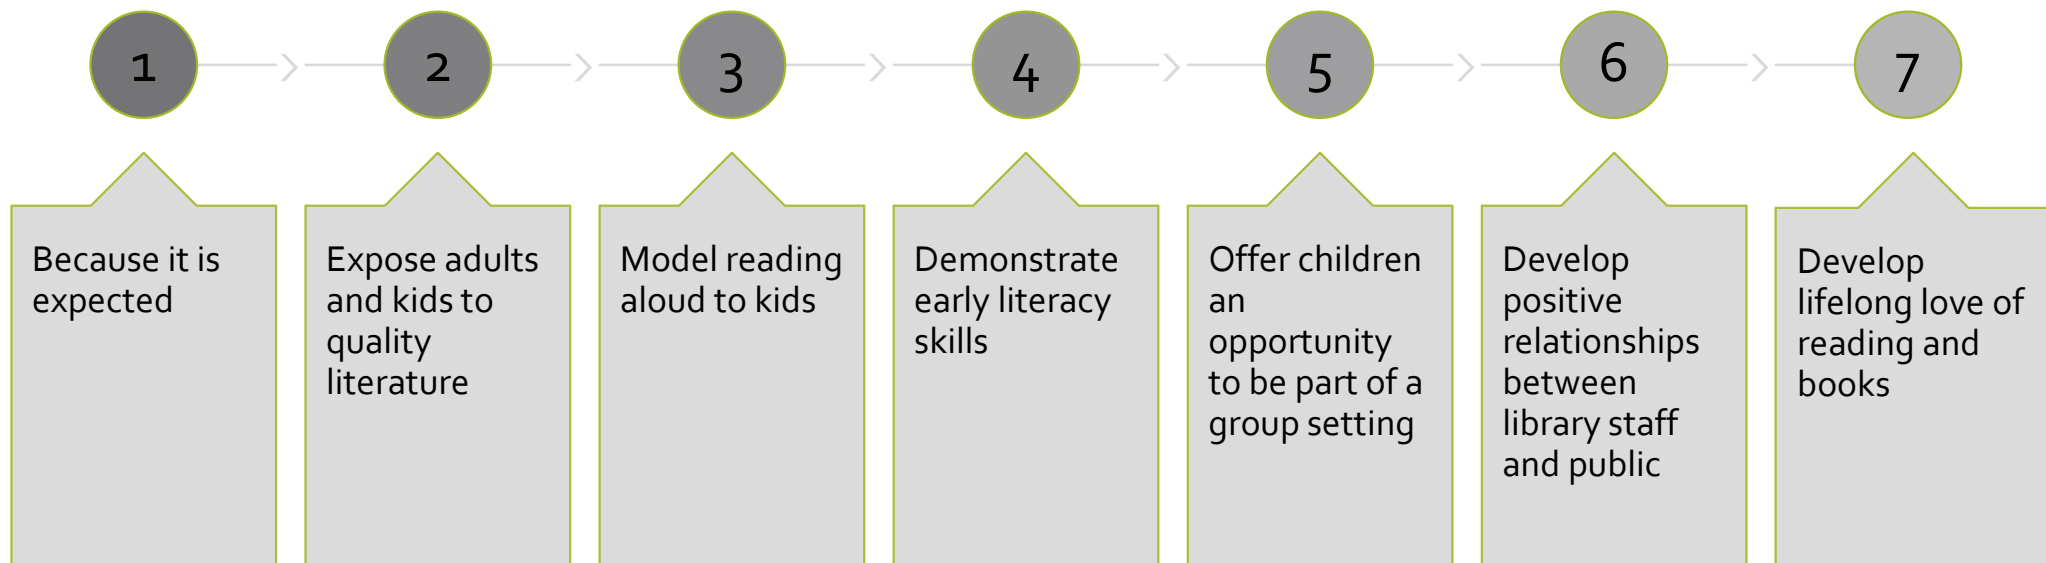 1
Because it is
expected
2
Expose adults
and kids to
quality
literature
3
Model reading
aloud to kids
4
Demonstrate
early literacy
skills
5
Offer children
an
opportunity
to be part of a
group setting
6
Develop
positive
relationships
between
library staff
and public
7
Develop
lifelong love of
reading and
books